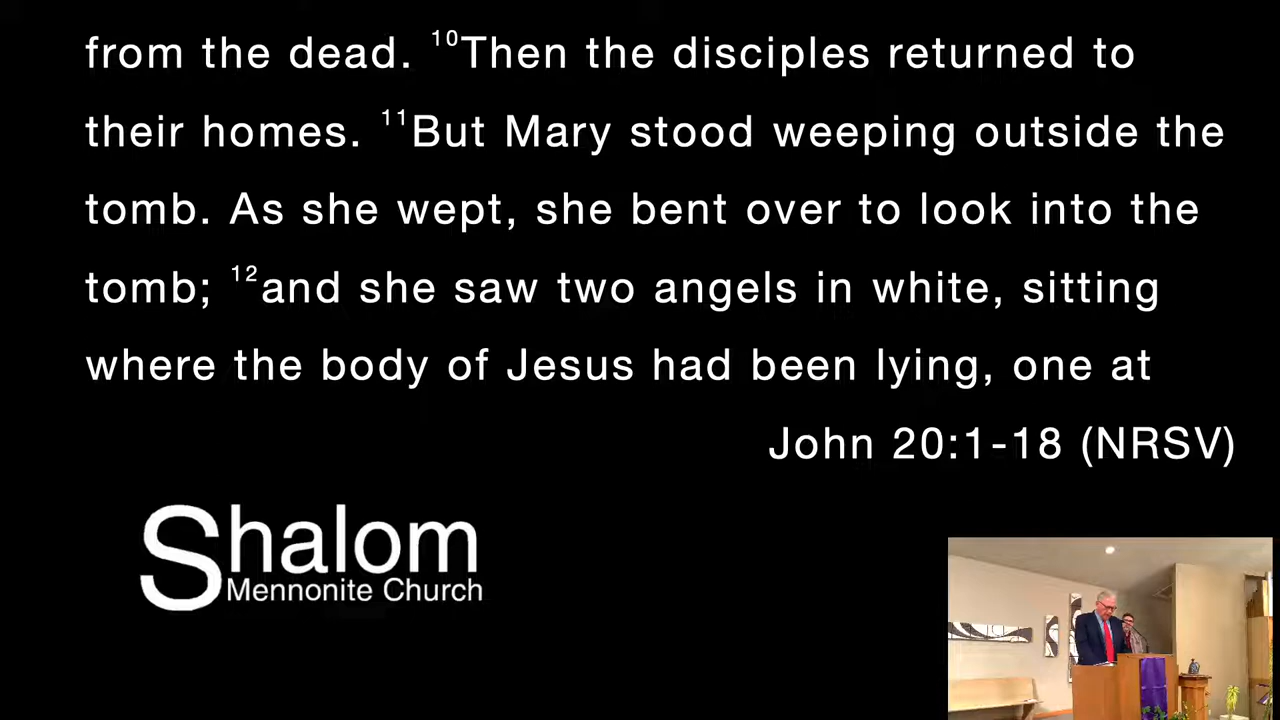 from the dead. 10Then the disciples returned to
their homes. 11But Mary stood weeping outside the
tomb. As she wept, she bent over to look into the
tomb; 12and she saw two angels in white, sitting
where the body of Jesus had been lying, one at
John 20:1-18 (NRSV)
Shalom
Mennonite Church